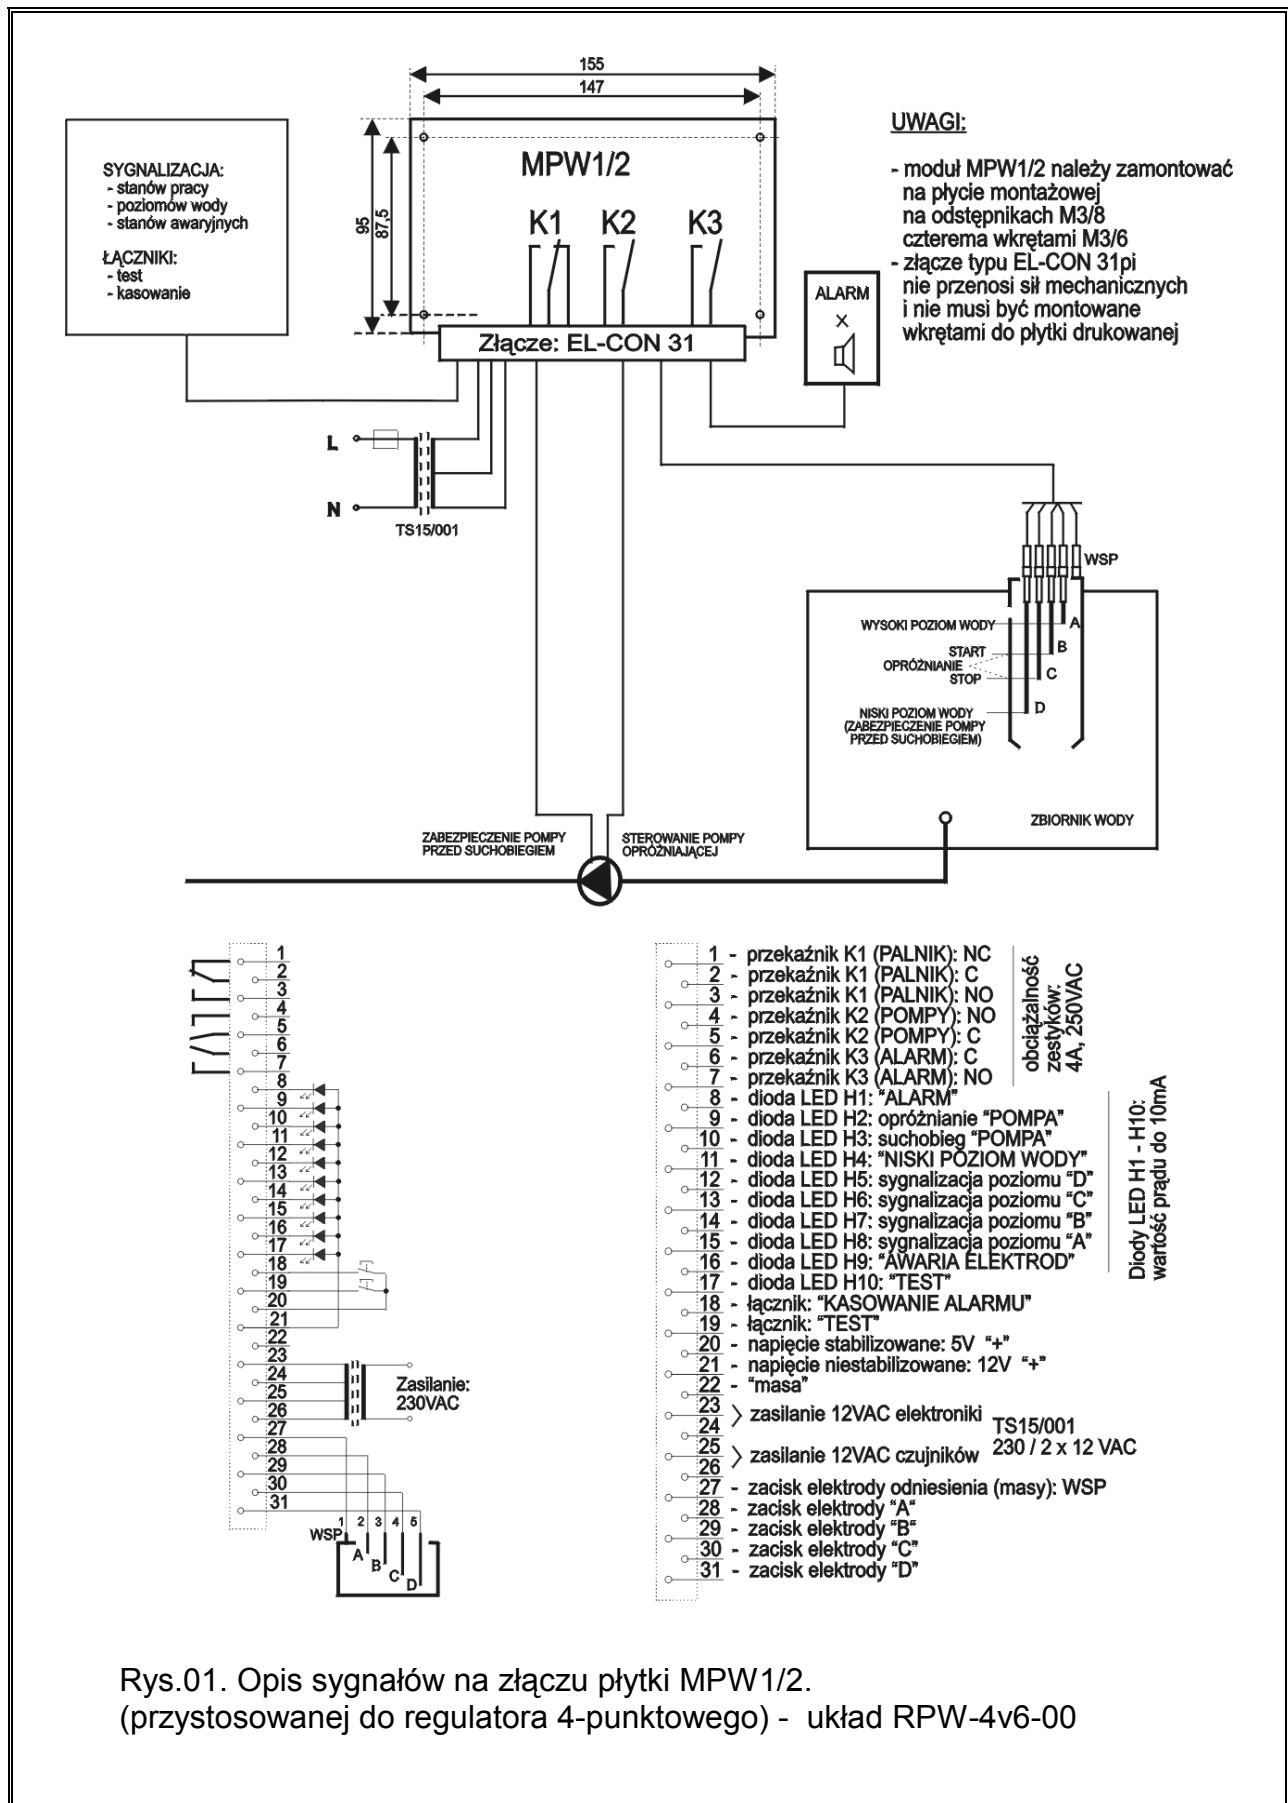 155
147
95
87,5
MPW1/2
K1
K2
K3
Złącze: EL-CON 31
SYGNALIZACJA:
- stanów pracy
- poziomów wody
- stanów awaryjnych
ŁĄCZNIKI:
- test
- kasowanie
UWAGI:
- moduł MPW1/2 należy zamontować
na płycie montażowej
na odstępnikach M3/8
czterema wkrętami M3/6
- złącze typu EL-CON 31pi
nie przenosi sił mechanicznych
i nie musi być montowane
wkrętami do płytki drukowanej
ALARM
L
N
TS15/001
WSP
WYSOKI POZIOM WODY
A
START
B
OPRÓŻNIANIE
STOP
C
NISKI POZIOM WODY
D
(ZABEZPIECZENIE POMPY
PRZED SUCHOBIEGIEM)
ZBIORNIK WODY
ZABEZPIECZENIE POMPY
PRZED SUCHOBIEGIEM
STEROWANIE POMPY
OPRÓŻNIAJĄCEJ
1
2
3
4
5
6
7
8
9
10
11
12
13
14
15
16
17
18
19
20
21
22
23
24
25
26
27
28
29
30
31
Zasilanie:
230VAC
1 2 3 4 5
WSP
A
B
C
D
1 - przekaźnik K1 (PALNIK): NC
2 - przekaźnik K1 (PALNIK): C
3 - przekaźnik K1 (PALNIK): NO
4 - przekaźnik K2 (POMPY): NO
5 - przekaźnik K2 (POMPY): C
6 - przekaźnik K3 (ALARM): C
7 - przekaźnik K3 (ALARM): NO
obciążalność
zestyków:
4A, 250VAC
8 - dioda LED H1: “ALARM”
9 - dioda LED H2: opróżnianie “POMPA”
10 - dioda LED H3: suchobieg “POMPA”
11 - dioda LED H4: “NISKI POZIOM WODY”
12 - dioda LED H5: sygnalizacja poziomu “D”
13 - dioda LED H6: sygnalizacja poziomu “C”
14 - dioda LED H7: sygnalizacja poziomu “B”
15 - dioda LED H8: sygnalizacja poziomu “A”
16 - dioda LED H9: “AWARIA ELEKTROD”
17 - dioda LED H10: “TEST”
Diody LED H1 - H10:
wartość prądu do 10mA
18 - łącznik: “KASOWANIE ALARMU”
19 - łącznik: “TEST”
20 - napięcie stabilizowane: 5V “+”
21 - napięcie niestabilizowane: 12V “+”
22 - “masa”
23
24
zasilanie 12VAC elektroniki
25
26
zasilanie 12VAC czujników
TS15/001
230 / 2 x 12 VAC
27 - zacisk elektrody odniesienia (masy): WSP
28 - zacisk elektrody “A“
29 - zacisk elektrody “B“
30 - zacisk elektrody “C”
31 - zacisk elektrody “D”
Rys.01. Opis sygnałów na złączu płytki MPW1/2.
(przystosowanej do regulatora 4-punktowego) - układ RPW-4v6-00